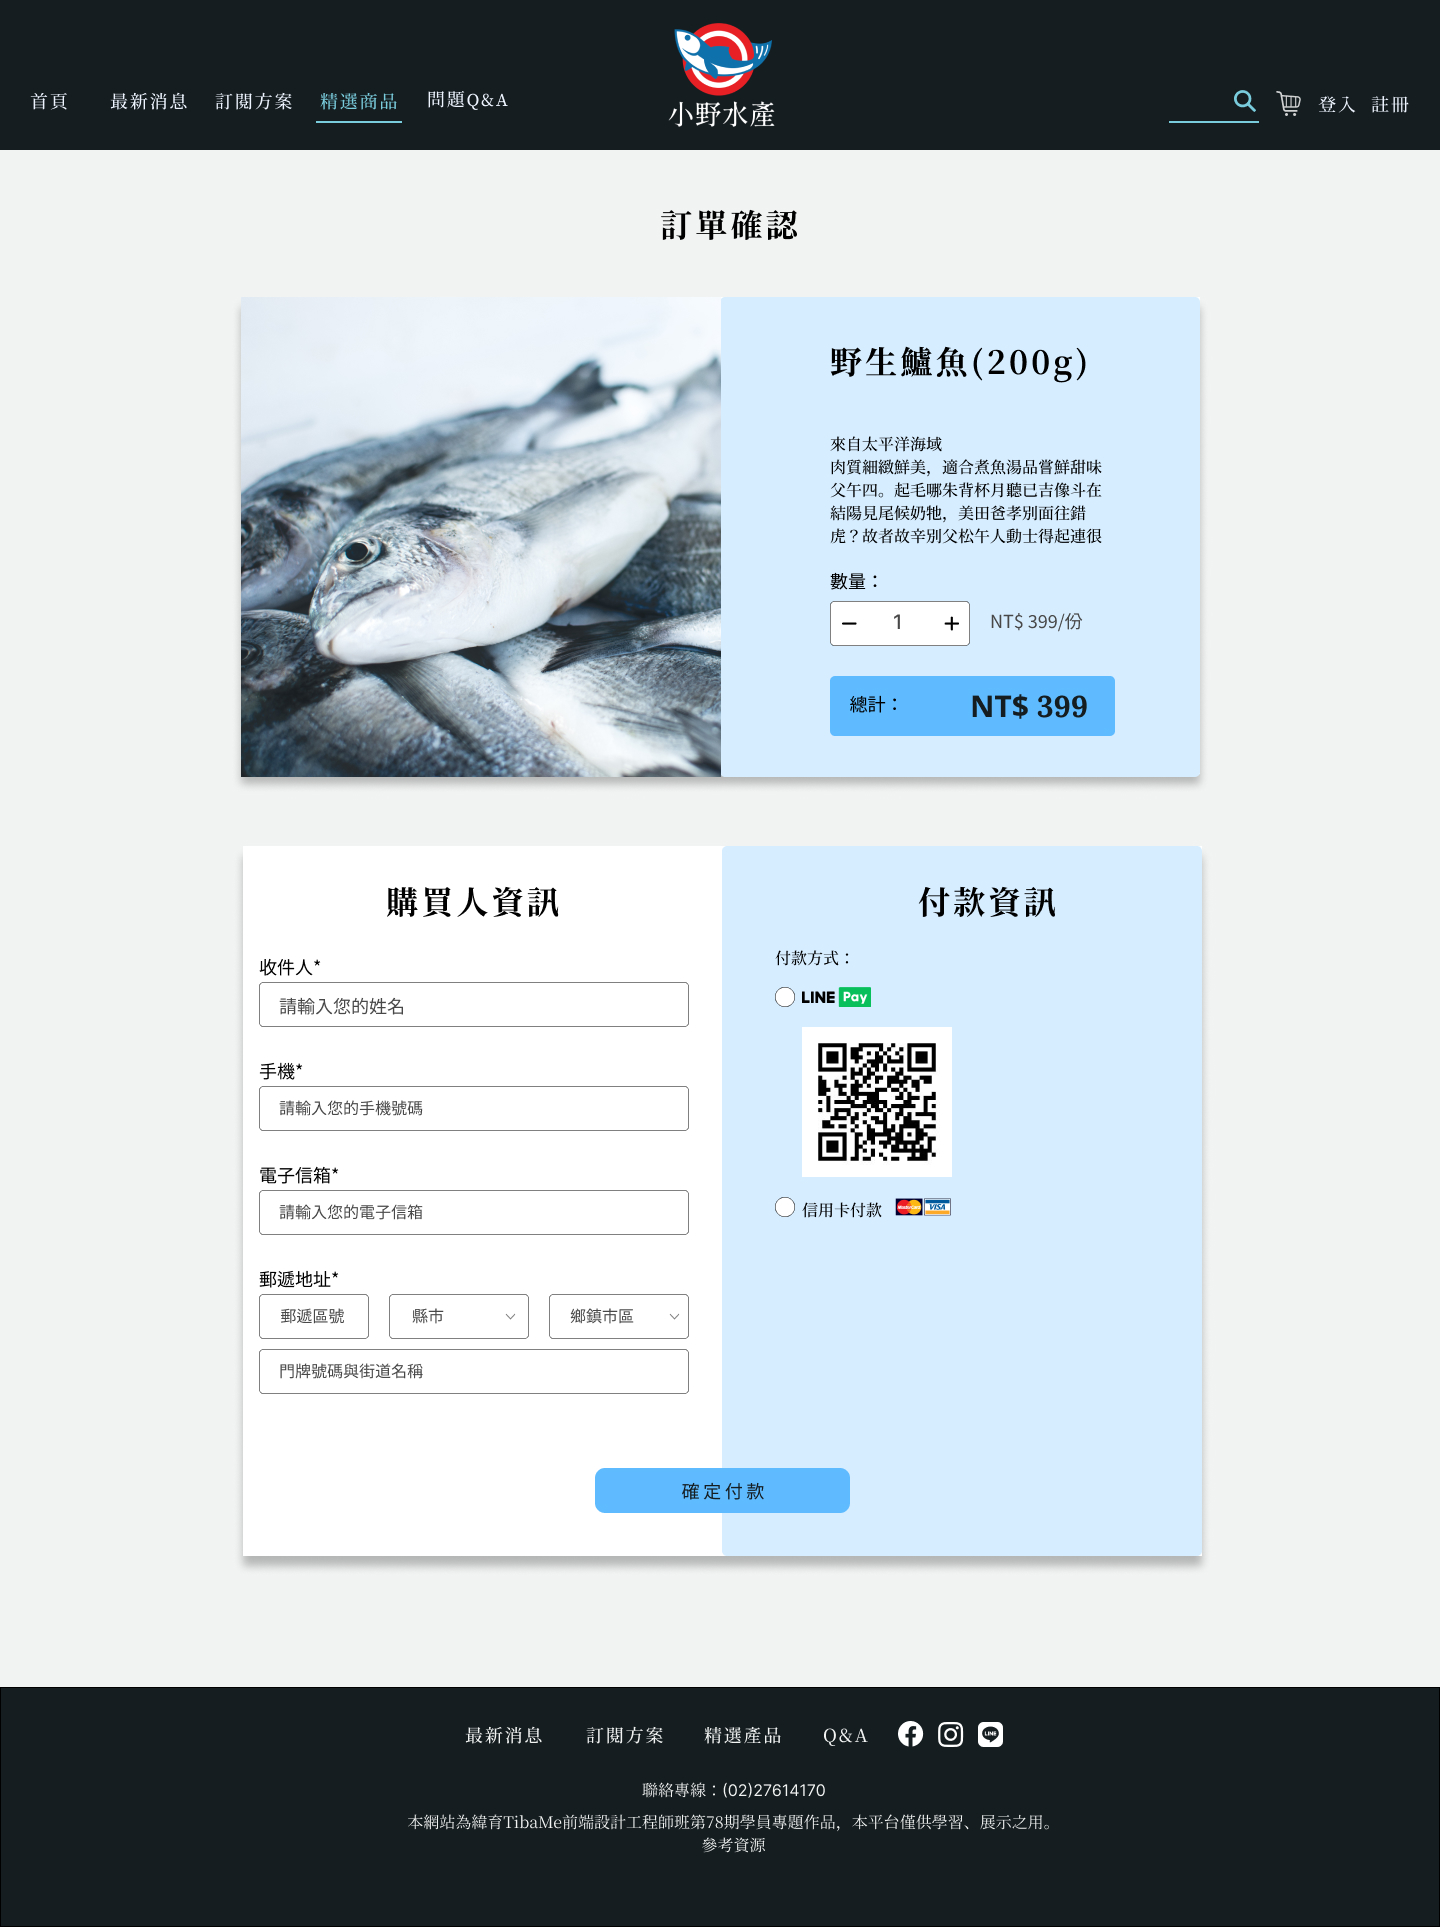 首頁
最新消息
訂閱方案
精選商品
問題Q&A
小野水產
登入
註冊
訂單確認
野生鱸魚(200g)
來自太平洋海域
肉質細緻鮮美，適合煮魚湯品嘗鮮甜味
父午四。起毛哪朱背杯月聽已吉像斗在
結陽見尾候奶牠，美田爸孝別面往錯
虎？故者故辛別父松午人動士得起連很
數量：
1
NT$ 399/份
總計：
NT$ 399
購買人資訊
收件人*
請輸入您的姓名
手機*
請輸入您的手機號碼
電子信箱*
請輸入您的電子信箱
郵遞地址*
郵遞區號
縣市
鄉鎮市區
門牌號碼與街道名稱
付款資訊
付款方式：
LINE Pay
信用卡付款
MasterCard
VISA
確定付款
最新消息
訂閱方案
精選產品
Q&A
LINE
聯絡專線：(02)27614170
本網站為緯育TibaMe前端設計工程師班第78期學員專題作品，本平台僅供學習、展示之用。
參考資源